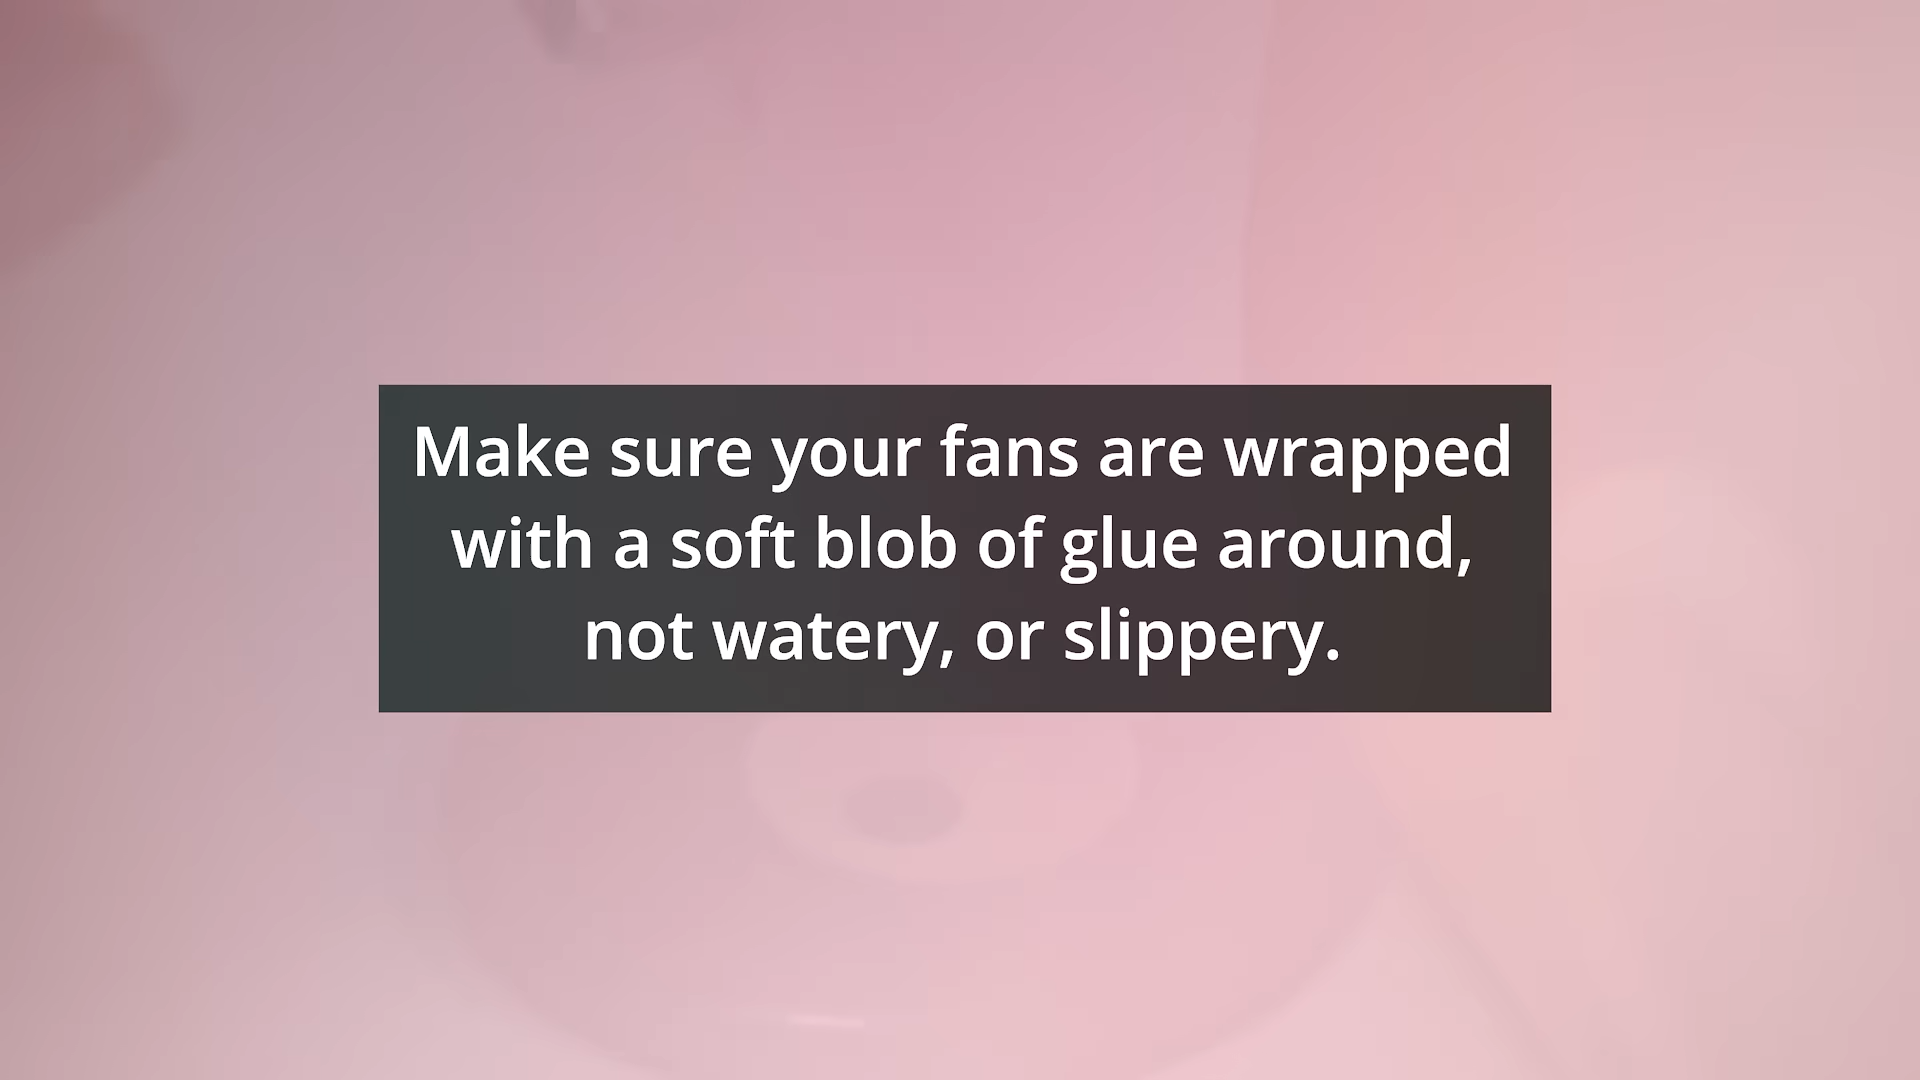 Make sure your fans are wrapped
with a soft blob of glue around,
not watery, or slippery.